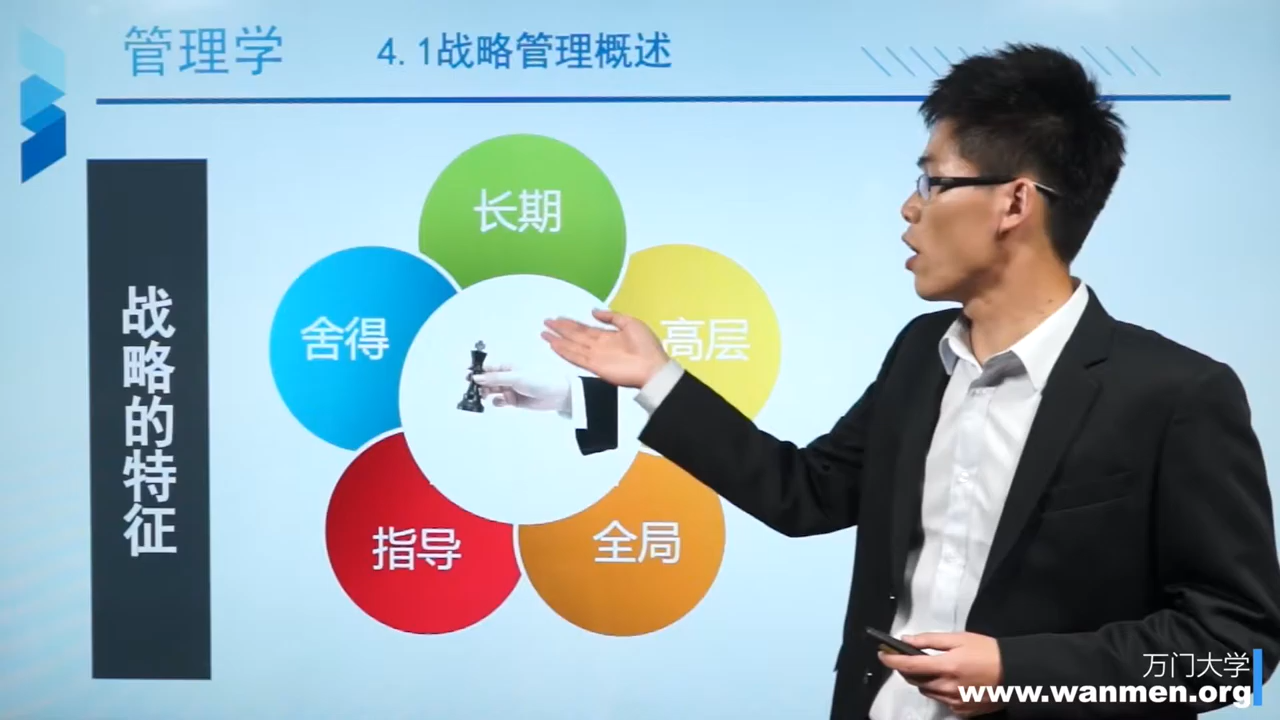 管理学
4.1战略管理概述
战略的特征
长期
舍得
高层
指导
全局
万门大学
www.wanmen.org